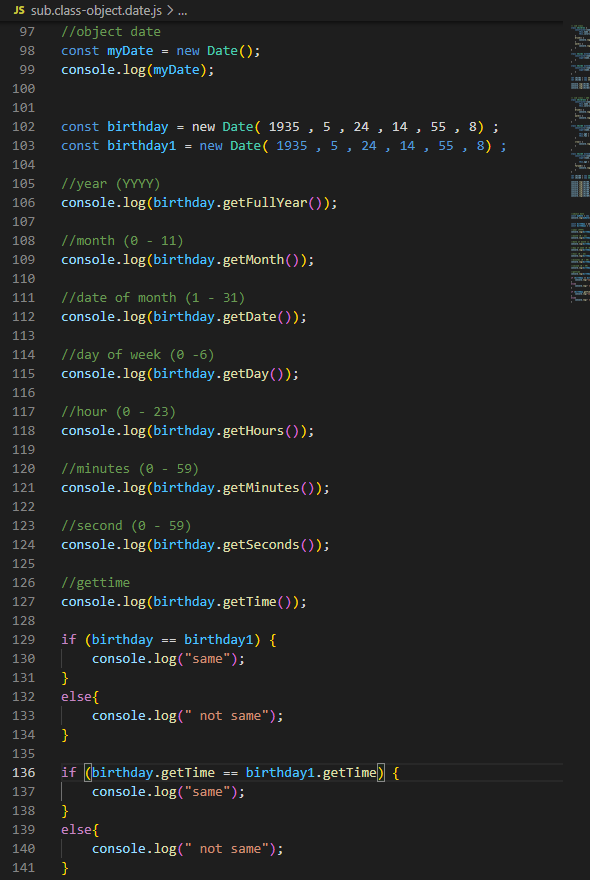 JS sub.class-object.date.js > ...
97 //object date
98 const myDate = new Date();
99 console.log(myDate);
100
101
102 const birthday = new Date( 1935 , 5 , 24 , 14 , 55 , 8) ;
103 const birthday1 = new Date( 1935 , 5 , 24 , 14 , 55 , 8) ;
104
105 //year (YYYY)
106 console.log(birthday.getFullYear());
107
108 //month (0 - 11)
109 console.log(birthday.getMonth());
110
111 //date of month (1 - 31)
112 console.log(birthday.getDate());
113
114 //day of week (0 -6)
115 console.log(birthday.getDay());
116
117 //hour (0 - 23)
118 console.log(birthday.getHours());
119
120 //minutes (0 - 59)
121 console.log(birthday.getMinutes());
122
123 //second (0 - 59)
124 console.log(birthday.getSeconds());
125
126 //gettime
127 console.log(birthday.getTime());
128
129 if (birthday == birthday1) {
130     console.log("same");
131 }
132 else{
133     console.log(" not same");
134 }
135
136 if (birthday.getTime == birthday1.getTime) {
137     console.log("same");
138 }
139 else{
140     console.log(" not same");
141 }